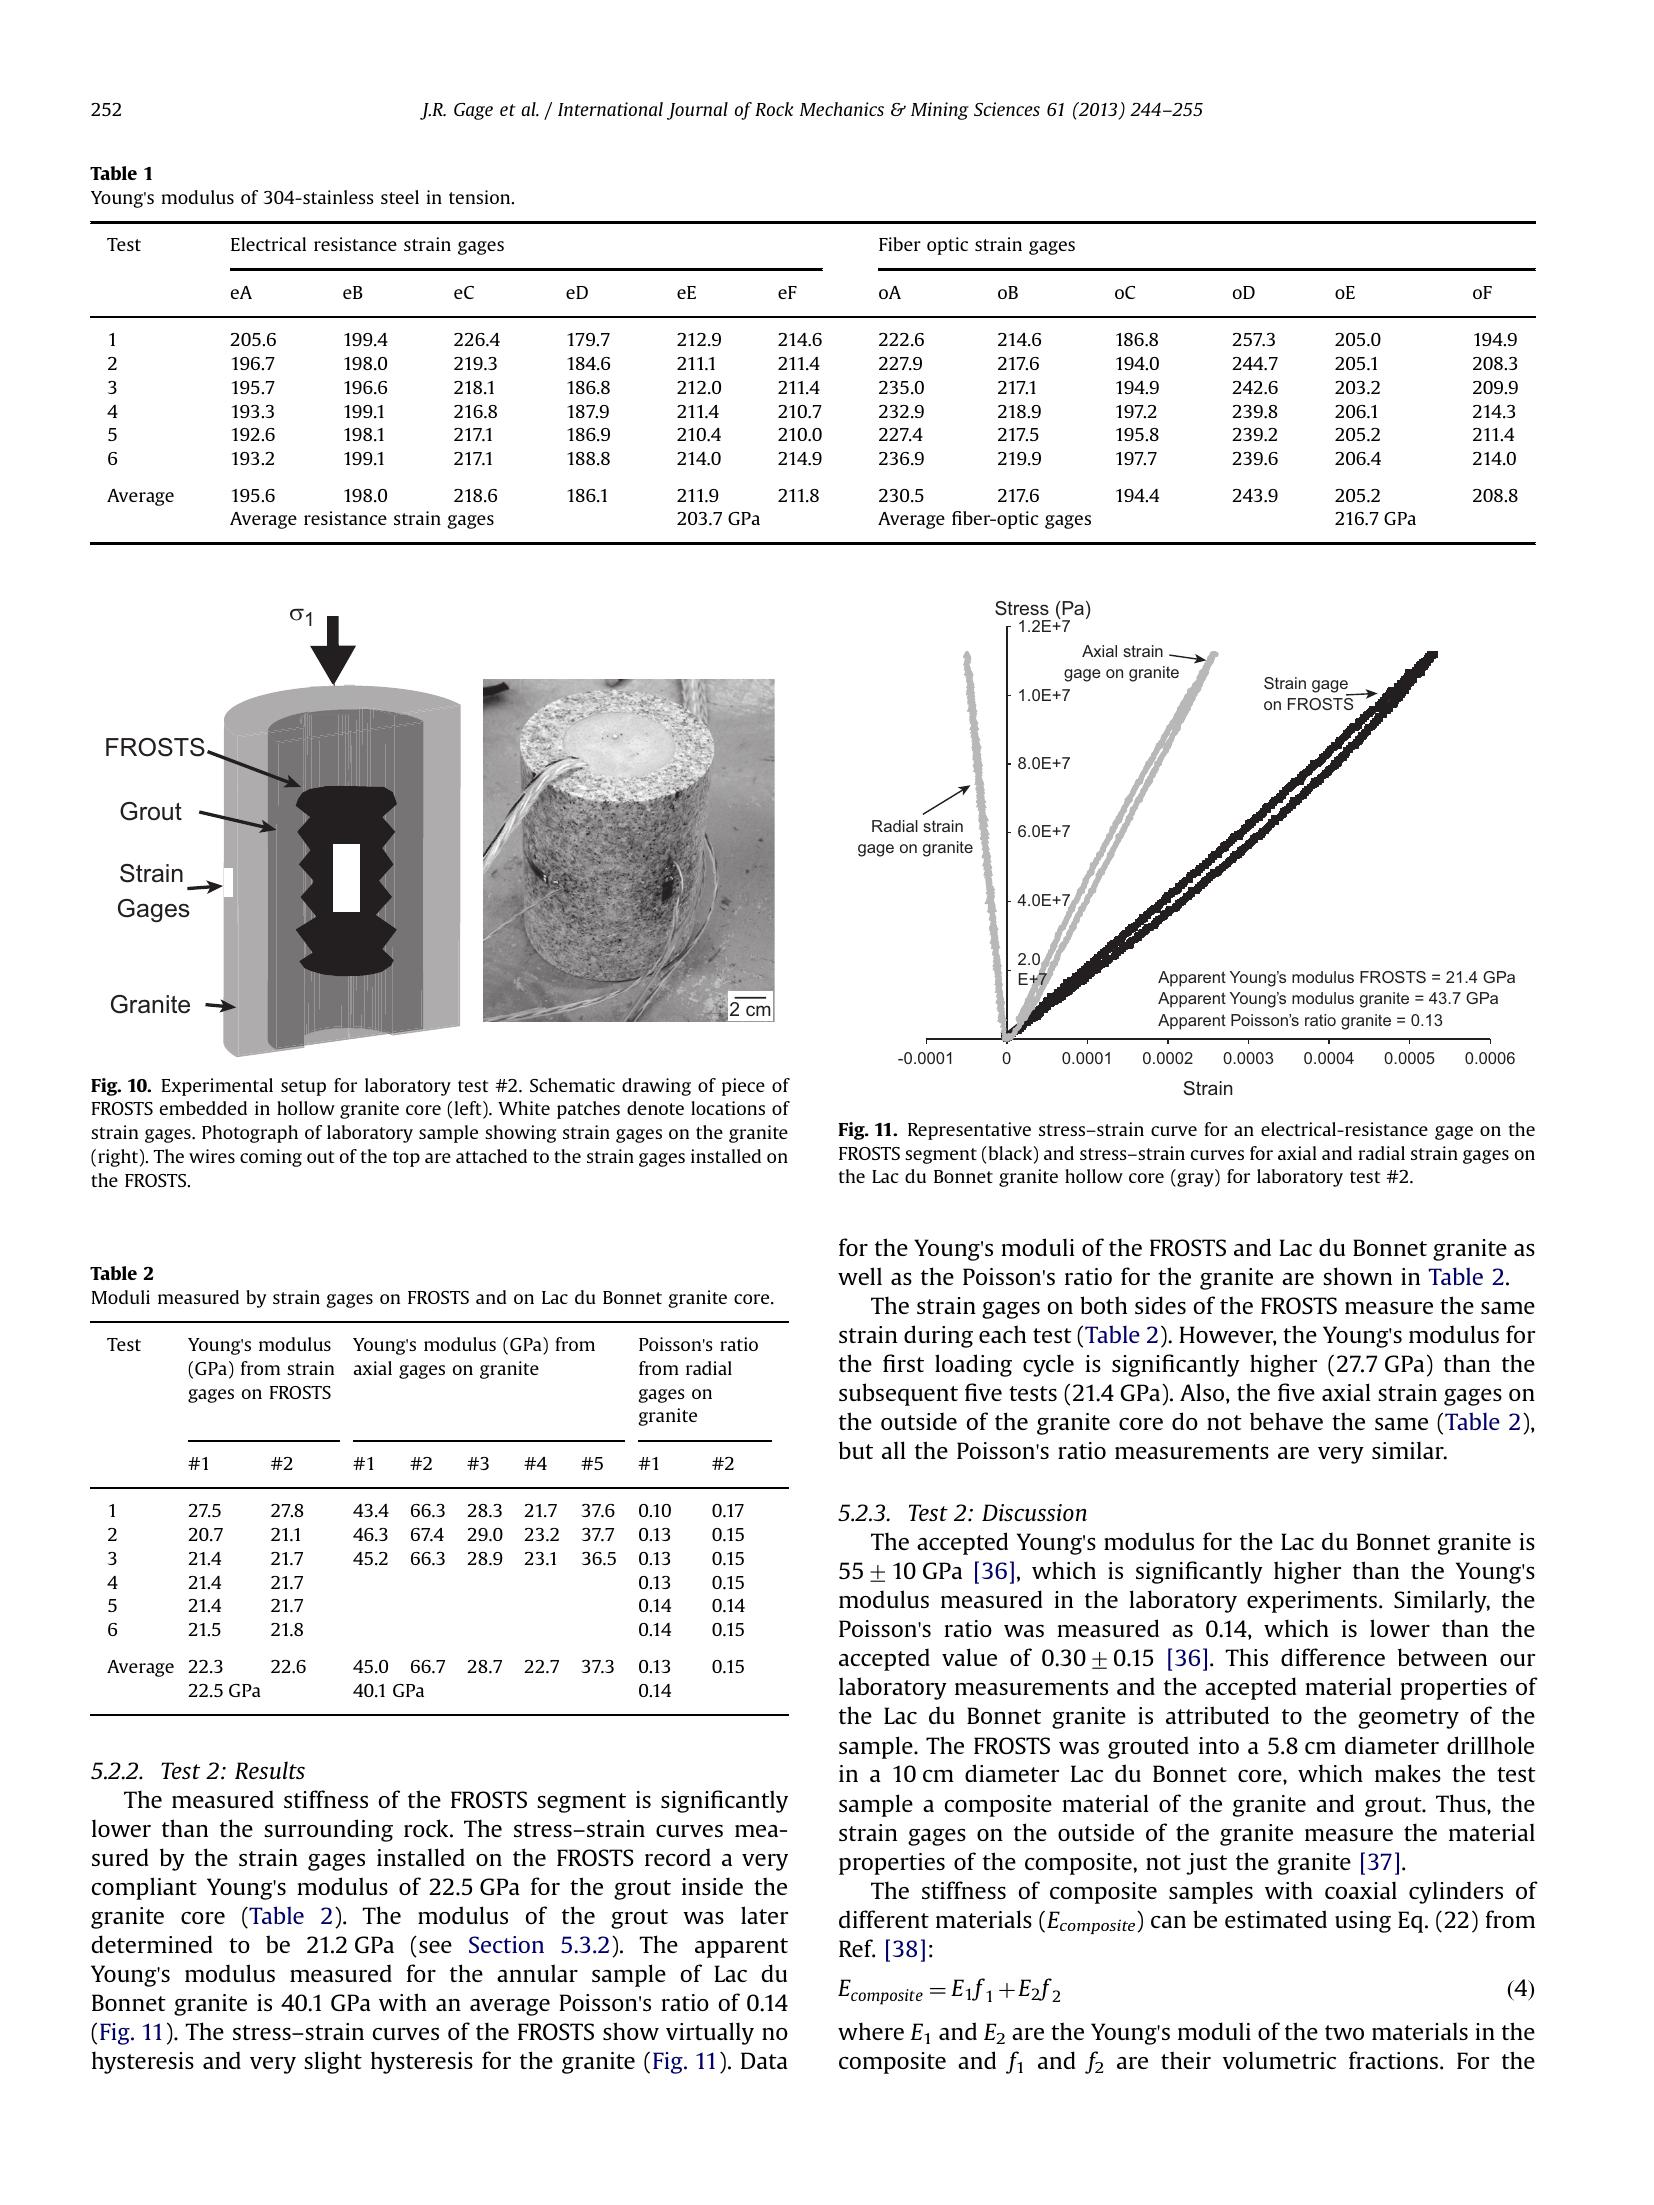 252
J.R. Gage et al. / International Journal of Rock Mechanics & Mining Sciences 61 (2013) 244–255
Table 1
Young's modulus of 304-stainless steel in tension.
Test Electrical resistance strain gages Fiber optic strain gages
eA eB eC eD eE eF oA oB oC oD oE oF
1 205.6 199.4 226.4 179.7 212.9 214.6 222.6 214.6 186.8 257.3 205.0 194.9
2 196.7 198.0 219.3 184.6 211.1 211.4 227.9 217.6 194.0 244.7 205.1 208.3
3 195.7 196.6 218.1 186.8 212.0 211.4 235.0 217.1 194.9 242.6 203.2 209.9
4 193.3 199.1 216.8 187.9 211.4 210.7 232.9 218.9 197.2 239.8 206.1 214.3
5 192.6 198.1 217.1 186.9 210.4 210.0 227.4 217.5 195.8 239.2 205.2 211.4
6 193.2 199.1 217.1 188.8 214.0 214.9 236.9 219.9 197.7 239.6 206.4 214.0
Average 195.6 198.0 218.6 186.1 211.9 211.8 230.5 217.6 194.4 243.9 205.2 208.8
Average resistance strain gages 203.7 GPa Average fiber-optic gages 216.7 GPa
σ1
FROSTS
Grout
Strain
Gages
Granite
2 cm
Fig. 10. Experimental setup for laboratory test #2. Schematic drawing of piece of
FROSTS embedded in hollow granite core (left). White patches denote locations of
strain gages. Photograph of laboratory sample showing strain gages on the granite
(right). The wires coming out of the top are attached to the strain gages installed on
the FROSTS.
Table 2
Moduli measured by strain gages on FROSTS and on Lac du Bonnet granite core.
Test Young's modulus Young's modulus (GPa) from Poisson's ratio
(GPa) from strain axial gages on granite from radial
gages on FROSTS gages on
granite
#1 #2 #1 #2 #3 #4 #5 #1 #2
1 27.5 27.8 43.4 66.3 28.3 21.7 37.6 0.10 0.17
2 20.7 21.1 46.3 67.4 29.0 23.2 37.7 0.13 0.15
3 21.4 21.7 45.2 66.3 28.9 23.1 36.5 0.13 0.15
4 21.4 21.7 0.13 0.15
5 21.4 21.7 0.14 0.14
6 21.5 21.8 0.14 0.15
Average 22.3 22.6 45.0 66.7 28.7 22.7 37.3 0.13 0.15
22.5 GPa 40.1 GPa 0.14
5.2.2. Test 2: Results
The measured stiffness of the FROSTS segment is significantly
lower than the surrounding rock. The stress–strain curves mea-
sured by the strain gages installed on the FROSTS record a very
compliant Young's modulus of 22.5 GPa for the grout inside the
granite core (Table 2). The modulus of the grout was later
determined to be 21.2 GPa (see Section 5.3.2). The apparent
Young's modulus measured for the annular sample of Lac du
Bonnet granite is 40.1 GPa with an average Poisson's ratio of 0.14
(Fig. 11). The stress–strain curves of the FROSTS show virtually no
hysteresis and very slight hysteresis for the granite (Fig. 11). Data
Stress (Pa)
1.2E+7
Axial strain
gage on granite
Strain gage
on FROSTS
1.0E+7
8.0E+7
Radial strain
gage on granite
6.0E+7
4.0E+7
2.0
E+7
Apparent Young's modulus FROSTS = 21.4 GPa
Apparent Young's modulus granite = 43.7 GPa
Apparent Poisson's ratio granite = 0.13
-0.0001 0 0.0001 0.0002 0.0003 0.0004 0.0005 0.0006
Strain
Fig. 11. Representative stress–strain curve for an electrical-resistance gage on the
FROSTS segment (black) and stress–strain curves for axial and radial strain gages on
the Lac du Bonnet granite hollow core (gray) for laboratory test #2.
for the Young's moduli of the FROSTS and Lac du Bonnet granite as
well as the Poisson's ratio for the granite are shown in Table 2.
The strain gages on both sides of the FROSTS measure the same
strain during each test (Table 2). However, the Young's modulus for
the first loading cycle is significantly higher (27.7 GPa) than the
subsequent five tests (21.4 GPa). Also, the five axial strain gages on
the outside of the granite core do not behave the same (Table 2),
but all the Poisson's ratio measurements are very similar.
5.2.3. Test 2: Discussion
The accepted Young's modulus for the Lac du Bonnet granite is
55 ± 10 GPa [36], which is significantly higher than the Young's
modulus measured in the laboratory experiments. Similarly, the
Poisson's ratio was measured as 0.14, which is lower than the
accepted value of 0.30 ± 0.15 [36]. This difference between our
laboratory measurements and the accepted material properties of
the Lac du Bonnet granite is attributed to the geometry of the
sample. The FROSTS was grouted into a 5.8 cm diameter drillhole
in a 10 cm diameter Lac du Bonnet core, which makes the test
sample a composite material of the granite and grout. Thus, the
strain gages on the outside of the granite measure the material
properties of the composite, not just the granite [37].
The stiffness of composite samples with coaxial cylinders of
different materials (Ecomposite) can be estimated using Eq. (22) from
Ref. [38]:
Ecomposite = E1f1 + E2f2 (4)
where E1 and E2 are the Young's moduli of the two materials in the
composite and f1 and f2 are their volumetric fractions. For the